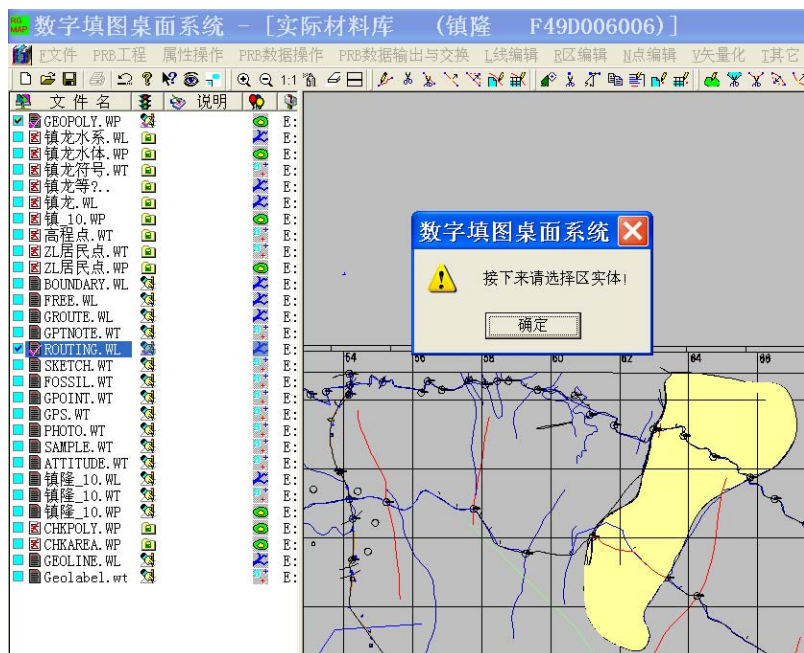 RG MAP 数字填图桌面系统 - [实际材料库 (镇隆 F49D006006)]
F文件 PRB工程 属性操作 PRB数据操作 PRB数据输出与交换 L线编辑 R区编辑 N点编辑 V矢量化 I其它
1:1
文件名 说明
GEOPOLY.WP E:
镇龙水系.WL E:
镇龙水体.WP E:
镇龙符号.WT E:
镇龙等?.. E:
镇龙.WL E:
镇_10.WP E:
高程点.WT E:
ZL居民点.WT E:
ZL居民点.WP E:
BOUNDARY.WL E:
FREE.WL E:
GROUTE.WL E:
GPTNOTE.WT E:
ROUTING.WL E:
SKETCH.WT E:
FOSSIL.WT E:
GPOINT.WT E:
GPS.WT E:
PHOTO.WT E:
SAMPLE.WT E:
ATTITUDE.WT E:
镇隆_10.WL E:
镇隆_10.WT E:
镇隆_10.WP E:
CHKPOLY.WP E:
CHKAREA.WP E:
GEOLINE.WL E:
Geolabel.wt E:
数字填图桌面系统
接下来请选择区实体!
确定
54 56 58 60 62 64 66